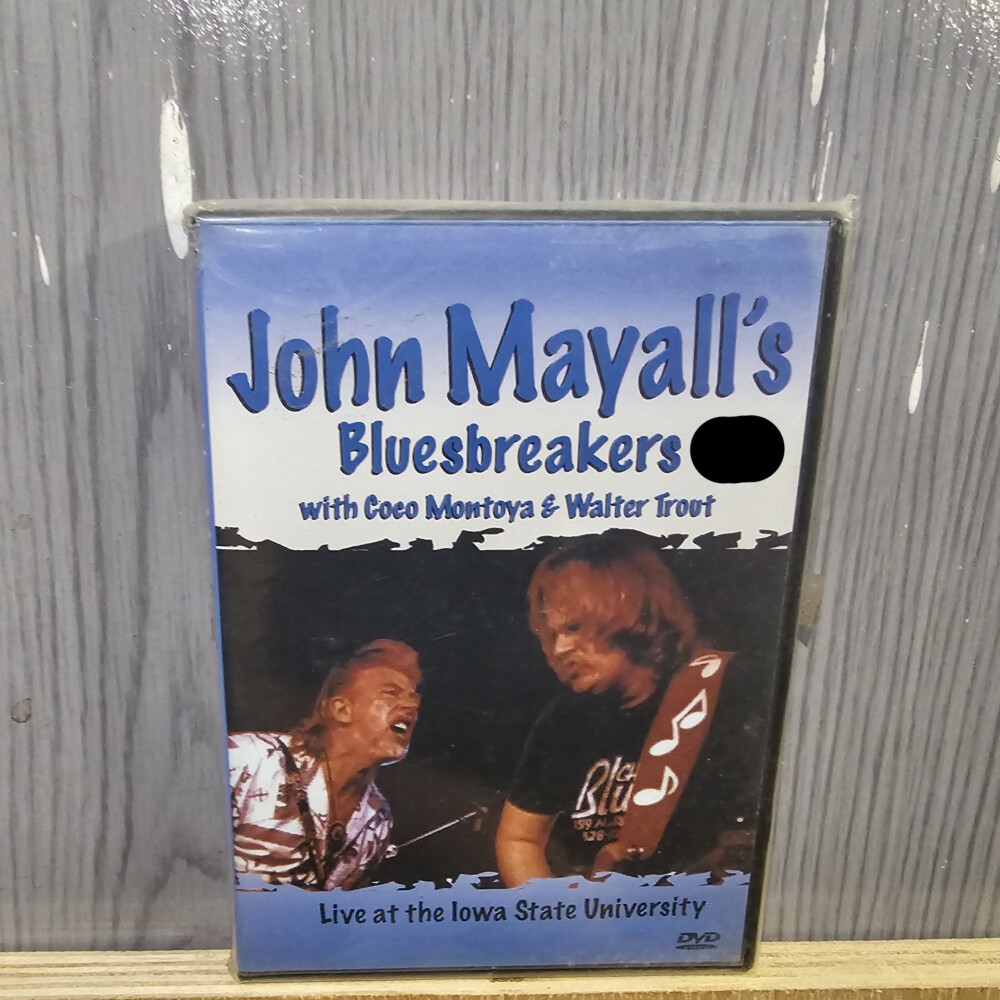 John Mayall's
Bluesbreakers
with Coco Montoya & Walter Trout
Blu
Live at the Iowa State University
DVD